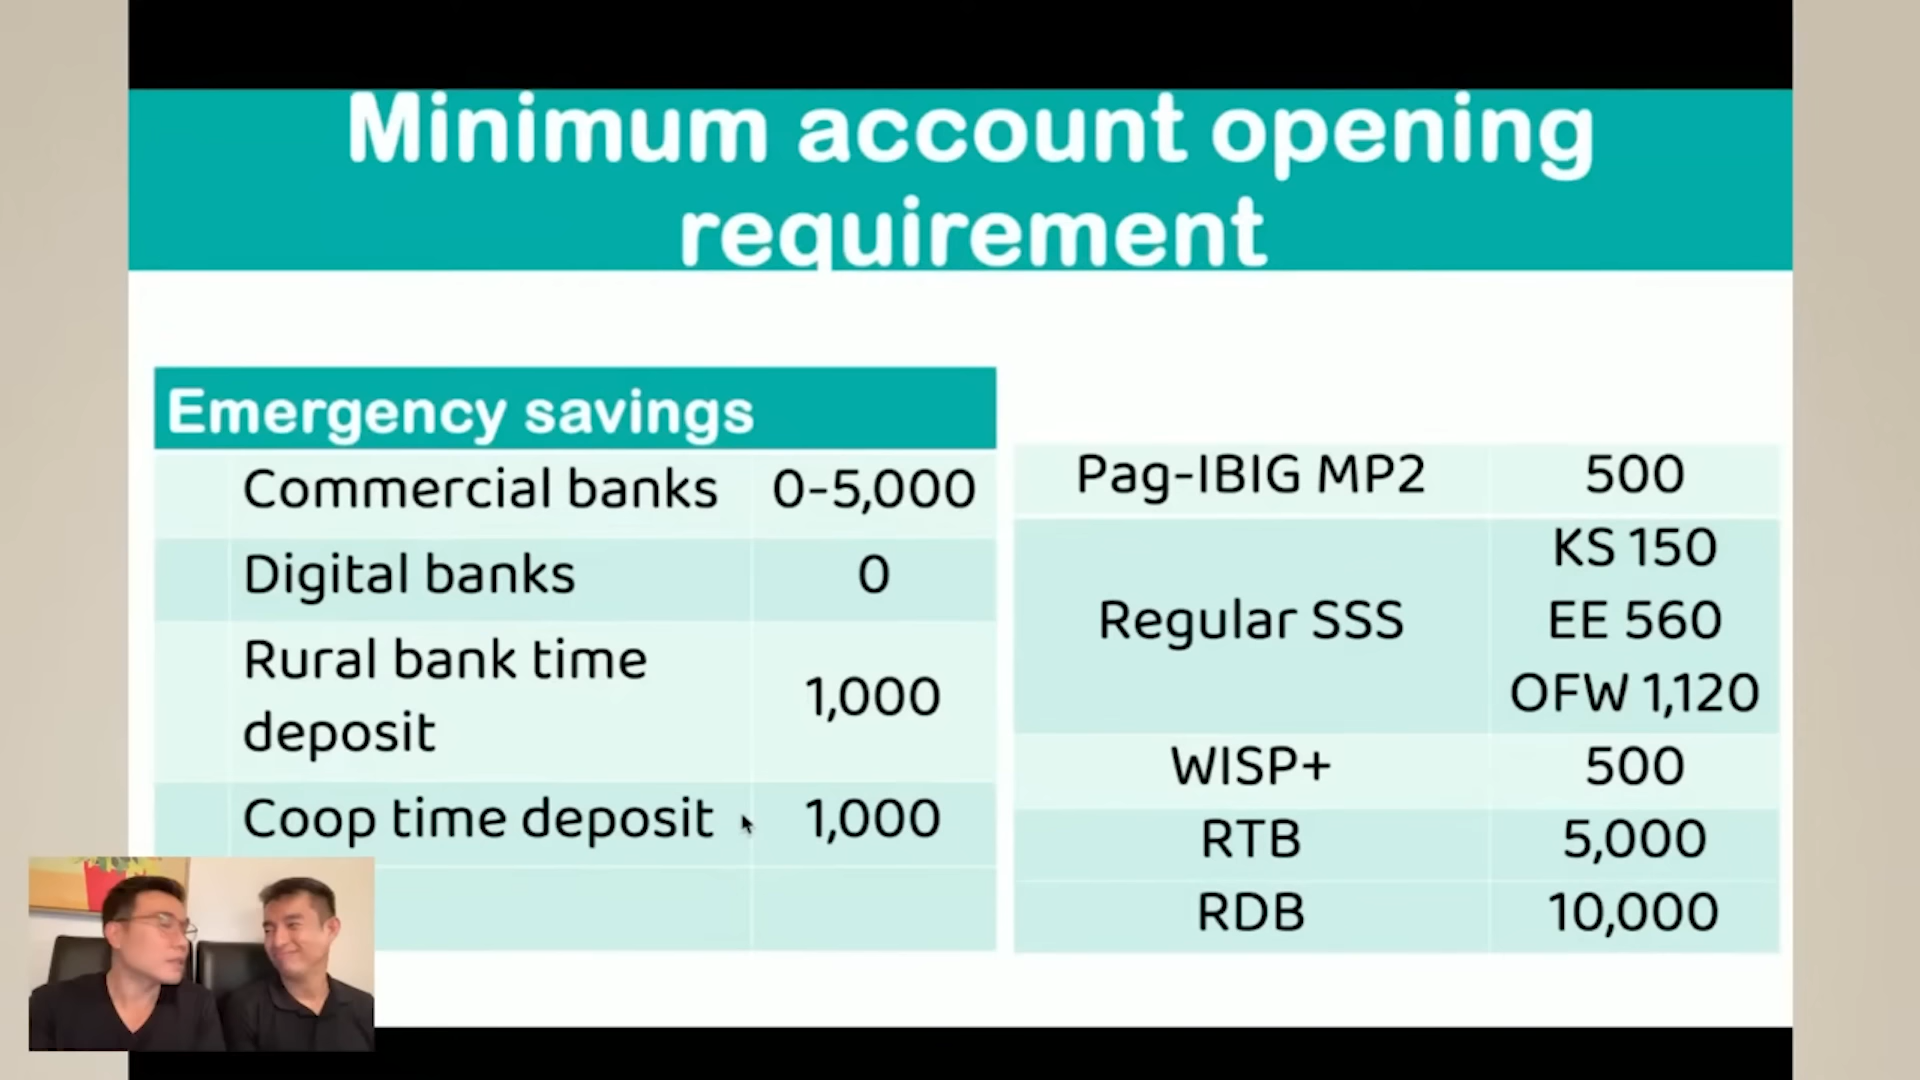 Minimum account opening
requirement
Emergency savings
Commercial banks 0-5,000
Digital banks 0
Rural bank time
deposit
1,000
Coop time deposit 1,000
Pag-IBIG MP2 500
Regular SSS
KS 150
EE 560
OFW 1,120
WISP+ 500
RTB 5,000
RDB 10,000